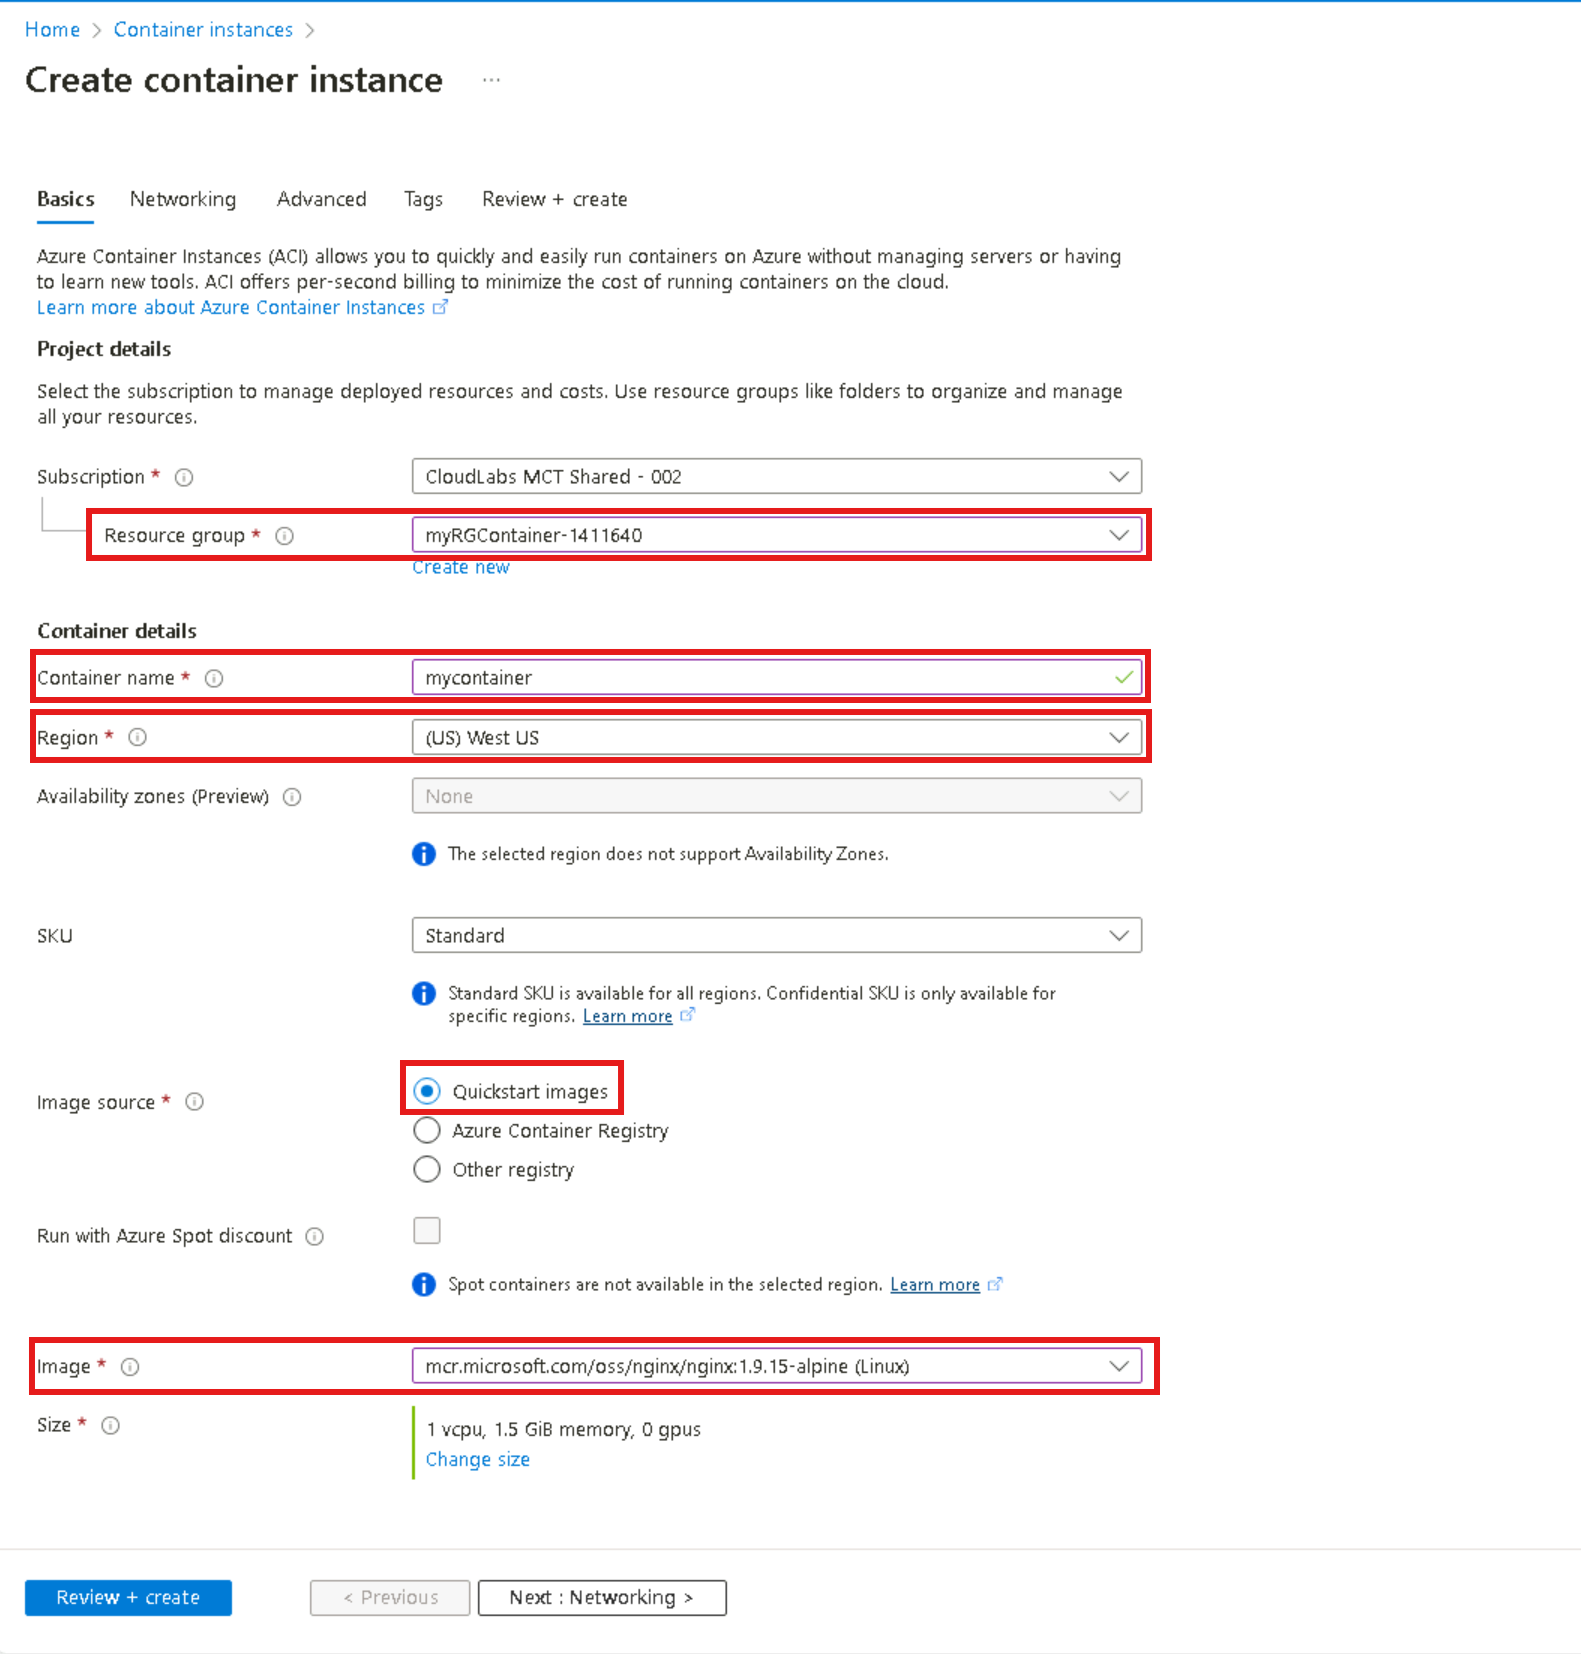 Home > Container instances >
Create container instance ...
Basics Networking Advanced Tags Review + create
Azure Container Instances (ACI) allows you to quickly and easily run containers on Azure without managing servers or having
to learn new tools. ACI offers per-second billing to minimize the cost of running containers on the cloud.
Learn more about Azure Container Instances
Project details
Select the subscription to manage deployed resources and costs. Use resource groups like folders to organize and manage
all your resources.
Subscription * CloudLabs MCT Shared - 002
Resource group * myRGContainer-1411640
Create new
Container details
Container name * mycontainer
Region * (US) West US
Availability zones (Preview) None
The selected region does not support Availability Zones.
SKU Standard
Standard SKU is available for all regions. Confidential SKU is only available for
specific regions. Learn more
Image source * Quickstart images
Azure Container Registry
Other registry
Run with Azure Spot discount
Spot containers are not available in the selected region. Learn more
Image * mcr.microsoft.com/oss/nginx/nginx:1.9.15-alpine (Linux)
Size * 1 vcpu, 1.5 GiB memory, 0 gpus
Change size
Review + create < Previous Next : Networking >